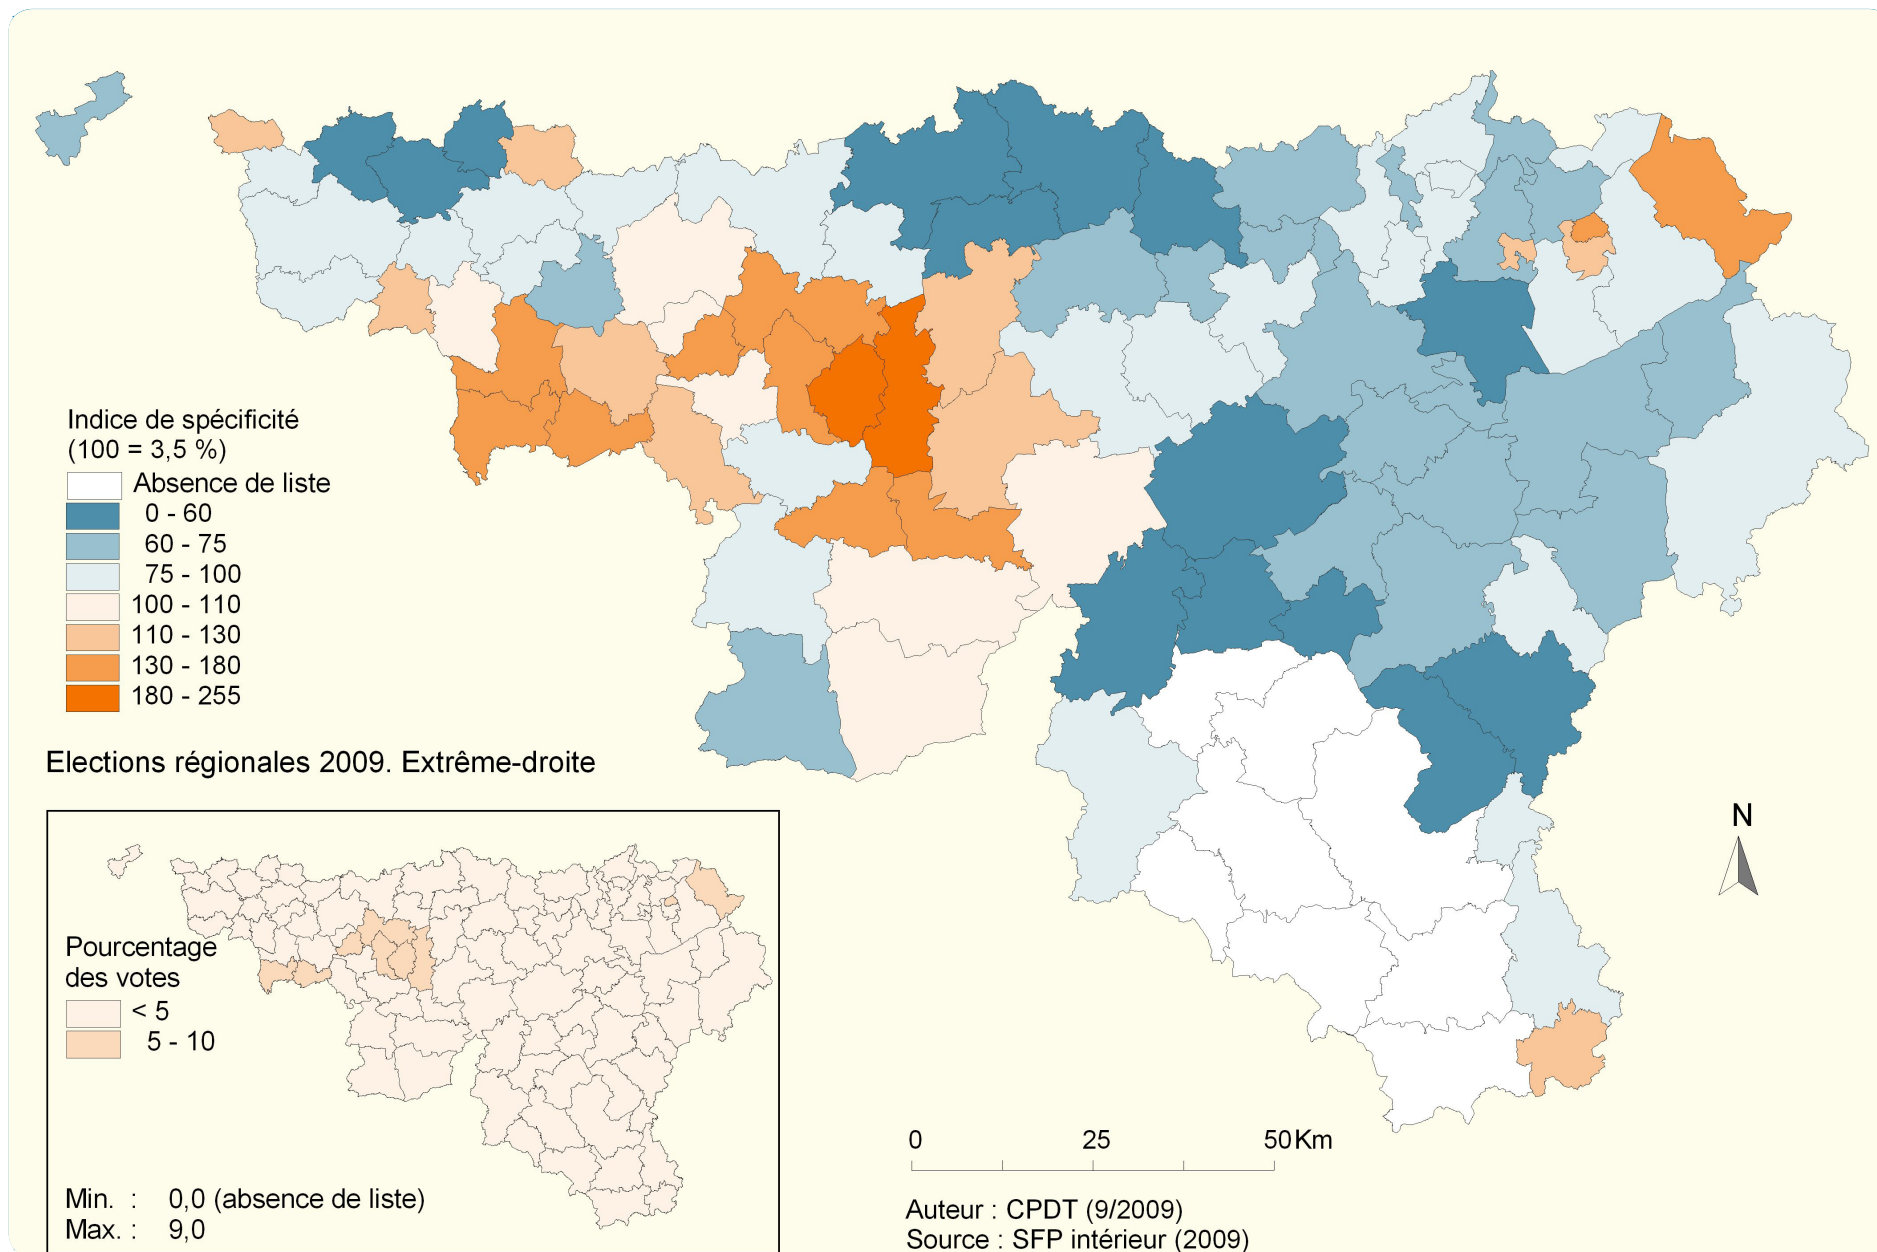 Indice de spécificité
(100 = 3,5 %)
Absence de liste
0 - 60
60 - 75
75 - 100
100 - 110
110 - 130
130 - 180
180 - 255
Elections régionales 2009. Extrême-droite
Pourcentage
des votes
< 5
5 - 10
Min. : 0,0 (absence de liste)
Max. : 9,0
N
0 25 50Km
Auteur : CPDT (9/2009)
Source : SFP intérieur (2009)